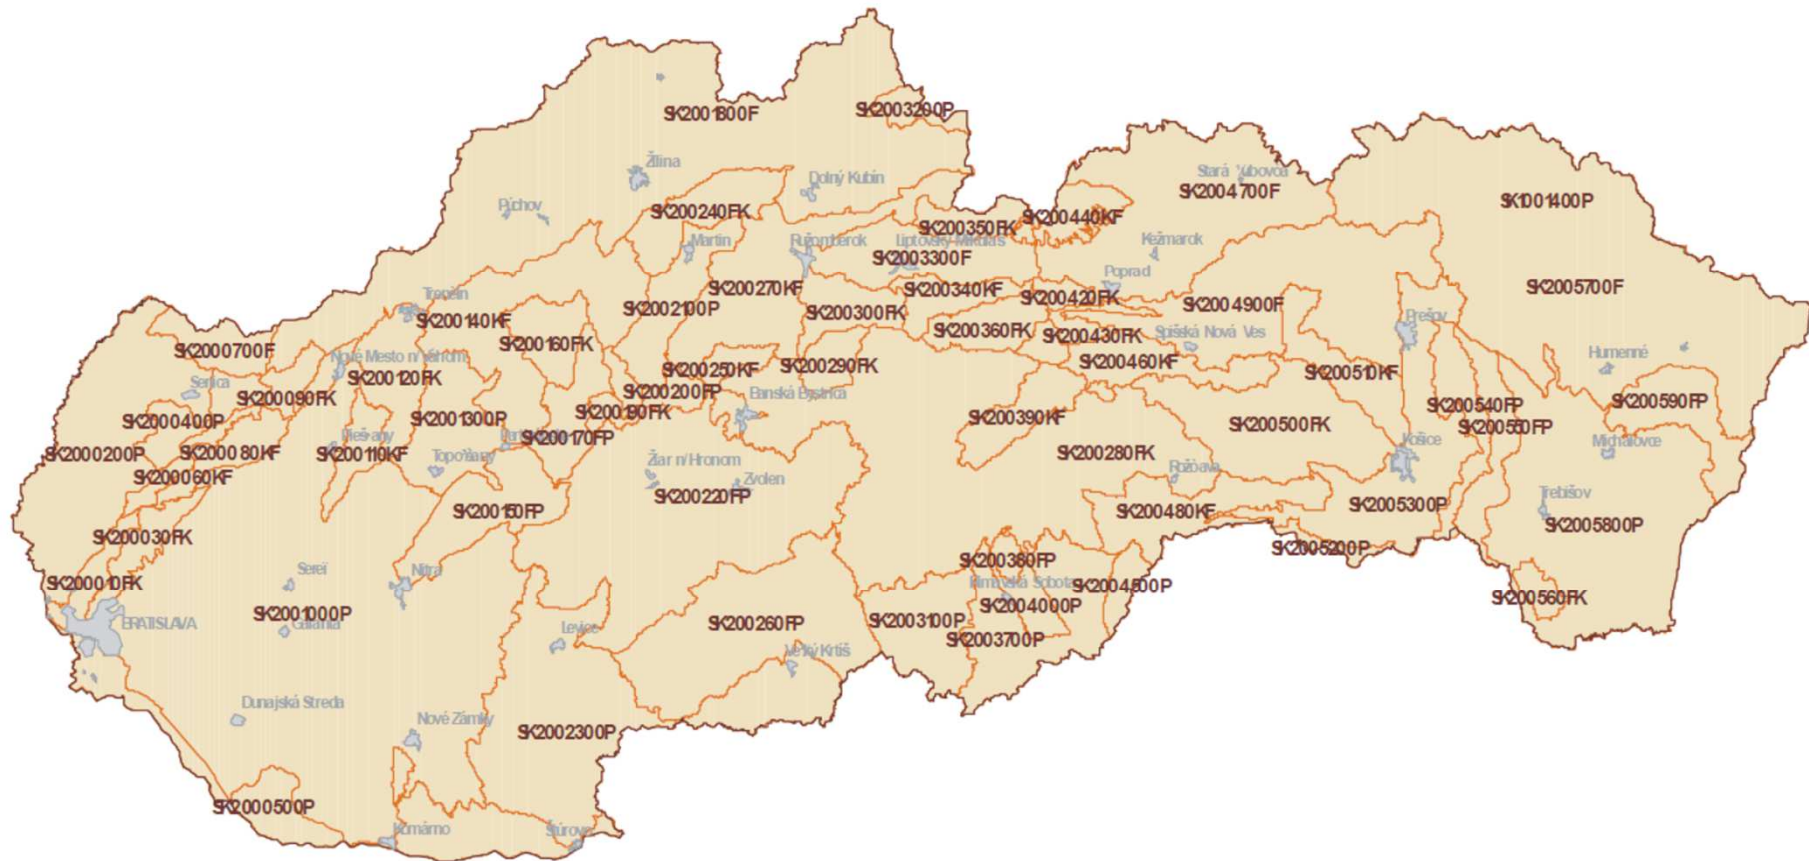 SK2001800F
SK2003200P
Žilina
Stará Ľubovňa
Dolný Kubín
SK2004700F
SK1001400P
Púchov
SK200240FK
SK200440KF
SK200350FK
Martin
Ružomberok
Liptovský Mikuláš
Kežmarok
SK2003300F
Poprad
SK200270KF
SK200340KF
SK2005700F
Trenčín
SK200420FK
SK2004900F
SK2002100P
SK200300FK
SK200140KF
Prešov
SK200360FK
SK200430FK
Spišská Nová Ves
SK200160FK
SK2000700F
Nové Mesto n/Váhom
SK200460KF
Humenné
SK200290FK
SK200250KF
SK200120FK
SK200510KF
Senica
SK200200FP
SK200090FK
SK200590FP
SK200540FP
SK200190FK
Banská Bystrica
SK2000400P
SK2001300P
SK200390KF
SK200500FK
SK200550FP
SK200170FP
Košice
Michalovce
SK2000200P
SK200080KF
Piešťany
SK200110KF
SK200280FK
Topoľčany
Žiar n/Hronom
SK200060KF
Rožňava
Zvolen
Trebišov
SK200220FP
SK2005300P
SK200150FP
SK200480KF
SK2005800P
SK200030FK
SK2005200P
SK200380FP
Sereď
Nitra
SK200010FK
Rimavská Sobota
SK2004500P
SK200560FK
SK2004000P
SK2001000P
BRATISLAVA
Galanta
SK200260FP
SK2003100P
Levice
SK2003700P
Veľký Krtíš
Dunajská Streda
Nové Zámky
SK2002300P
SK2000500P
Komárno
Štúrovo